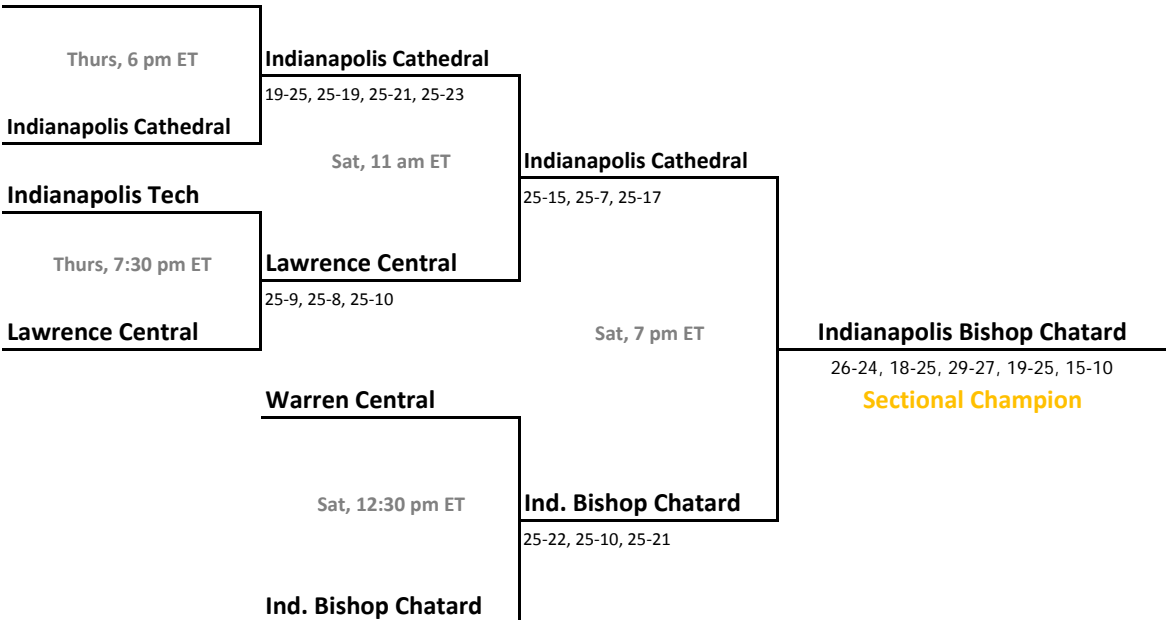 Thurs, 6 pm ET
Indianapolis Cathedral
19-25, 25-19, 25-21, 25-23
Indianapolis Cathedral
Sat, 11 am ET
Indianapolis Cathedral
Indianapolis Tech
25-15, 25-7, 25-17
Thurs, 7:30 pm ET
Lawrence Central
25-9, 25-8, 25-10
Lawrence Central
Sat, 7 pm ET
Indianapolis Bishop Chatard
26-24, 18-25, 29-27, 19-25, 15-10
Warren Central
Sectional Champion
Sat, 12:30 pm ET
Ind. Bishop Chatard
25-22, 25-10, 25-21
Ind. Bishop Chatard